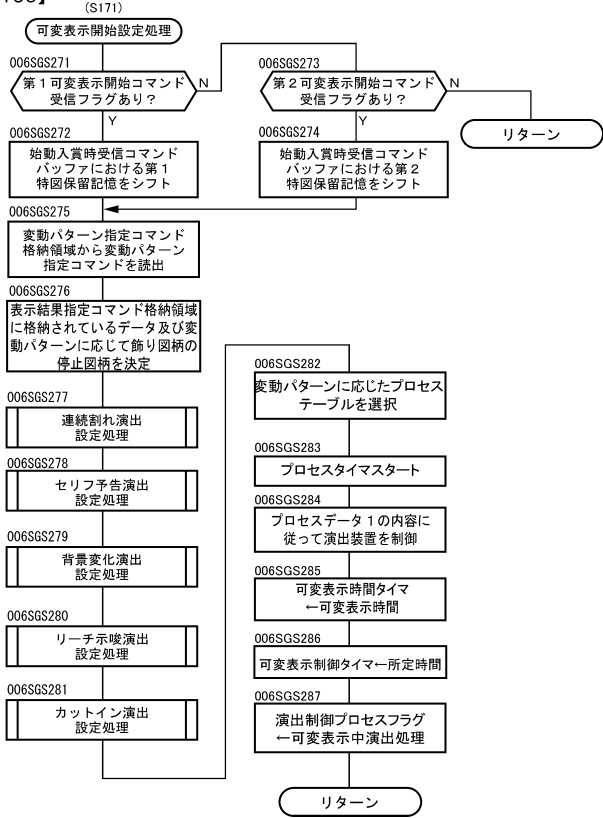 (S171)
可変表示開始設定処理
006SGS271
第1可変表示開始コマンド
受信フラグあり?
N
Y
006SGS273
第2可変表示開始コマンド
受信フラグあり?
N
Y
リターン
006SGS272
始動入賞時受信コマンド
バッファにおける第1
特図保留記憶をシフト
006SGS274
始動入賞時受信コマンド
バッファにおける第2
特図保留記憶をシフト
006SGS275
変動パターン指定コマンド
格納領域から変動パターン
指定コマンドを読出
006SGS276
表示結果指定コマンド格納領域
に格納されているデータ及び変
動パターンに応じて飾り図柄の
停止図柄を決定
006SGS277
連続割れ演出
設定処理
006SGS278
セリフ予告演出
設定処理
006SGS279
背景変化演出
設定処理
006SGS280
リーチ示唆演出
設定処理
006SGS281
カットイン演出
設定処理
006SGS282
変動パターンに応じたプロセス
テーブルを選択
006SGS283
プロセスタイマスタート
006SGS284
プロセスデータ1の内容に
従って演出装置を制御
006SGS285
可変表示時間タイマ
←可変表示時間
006SGS286
可変表示制御タイマ←所定時間
006SGS287
演出制御プロセスフラグ
←可変表示中演出処理
リターン